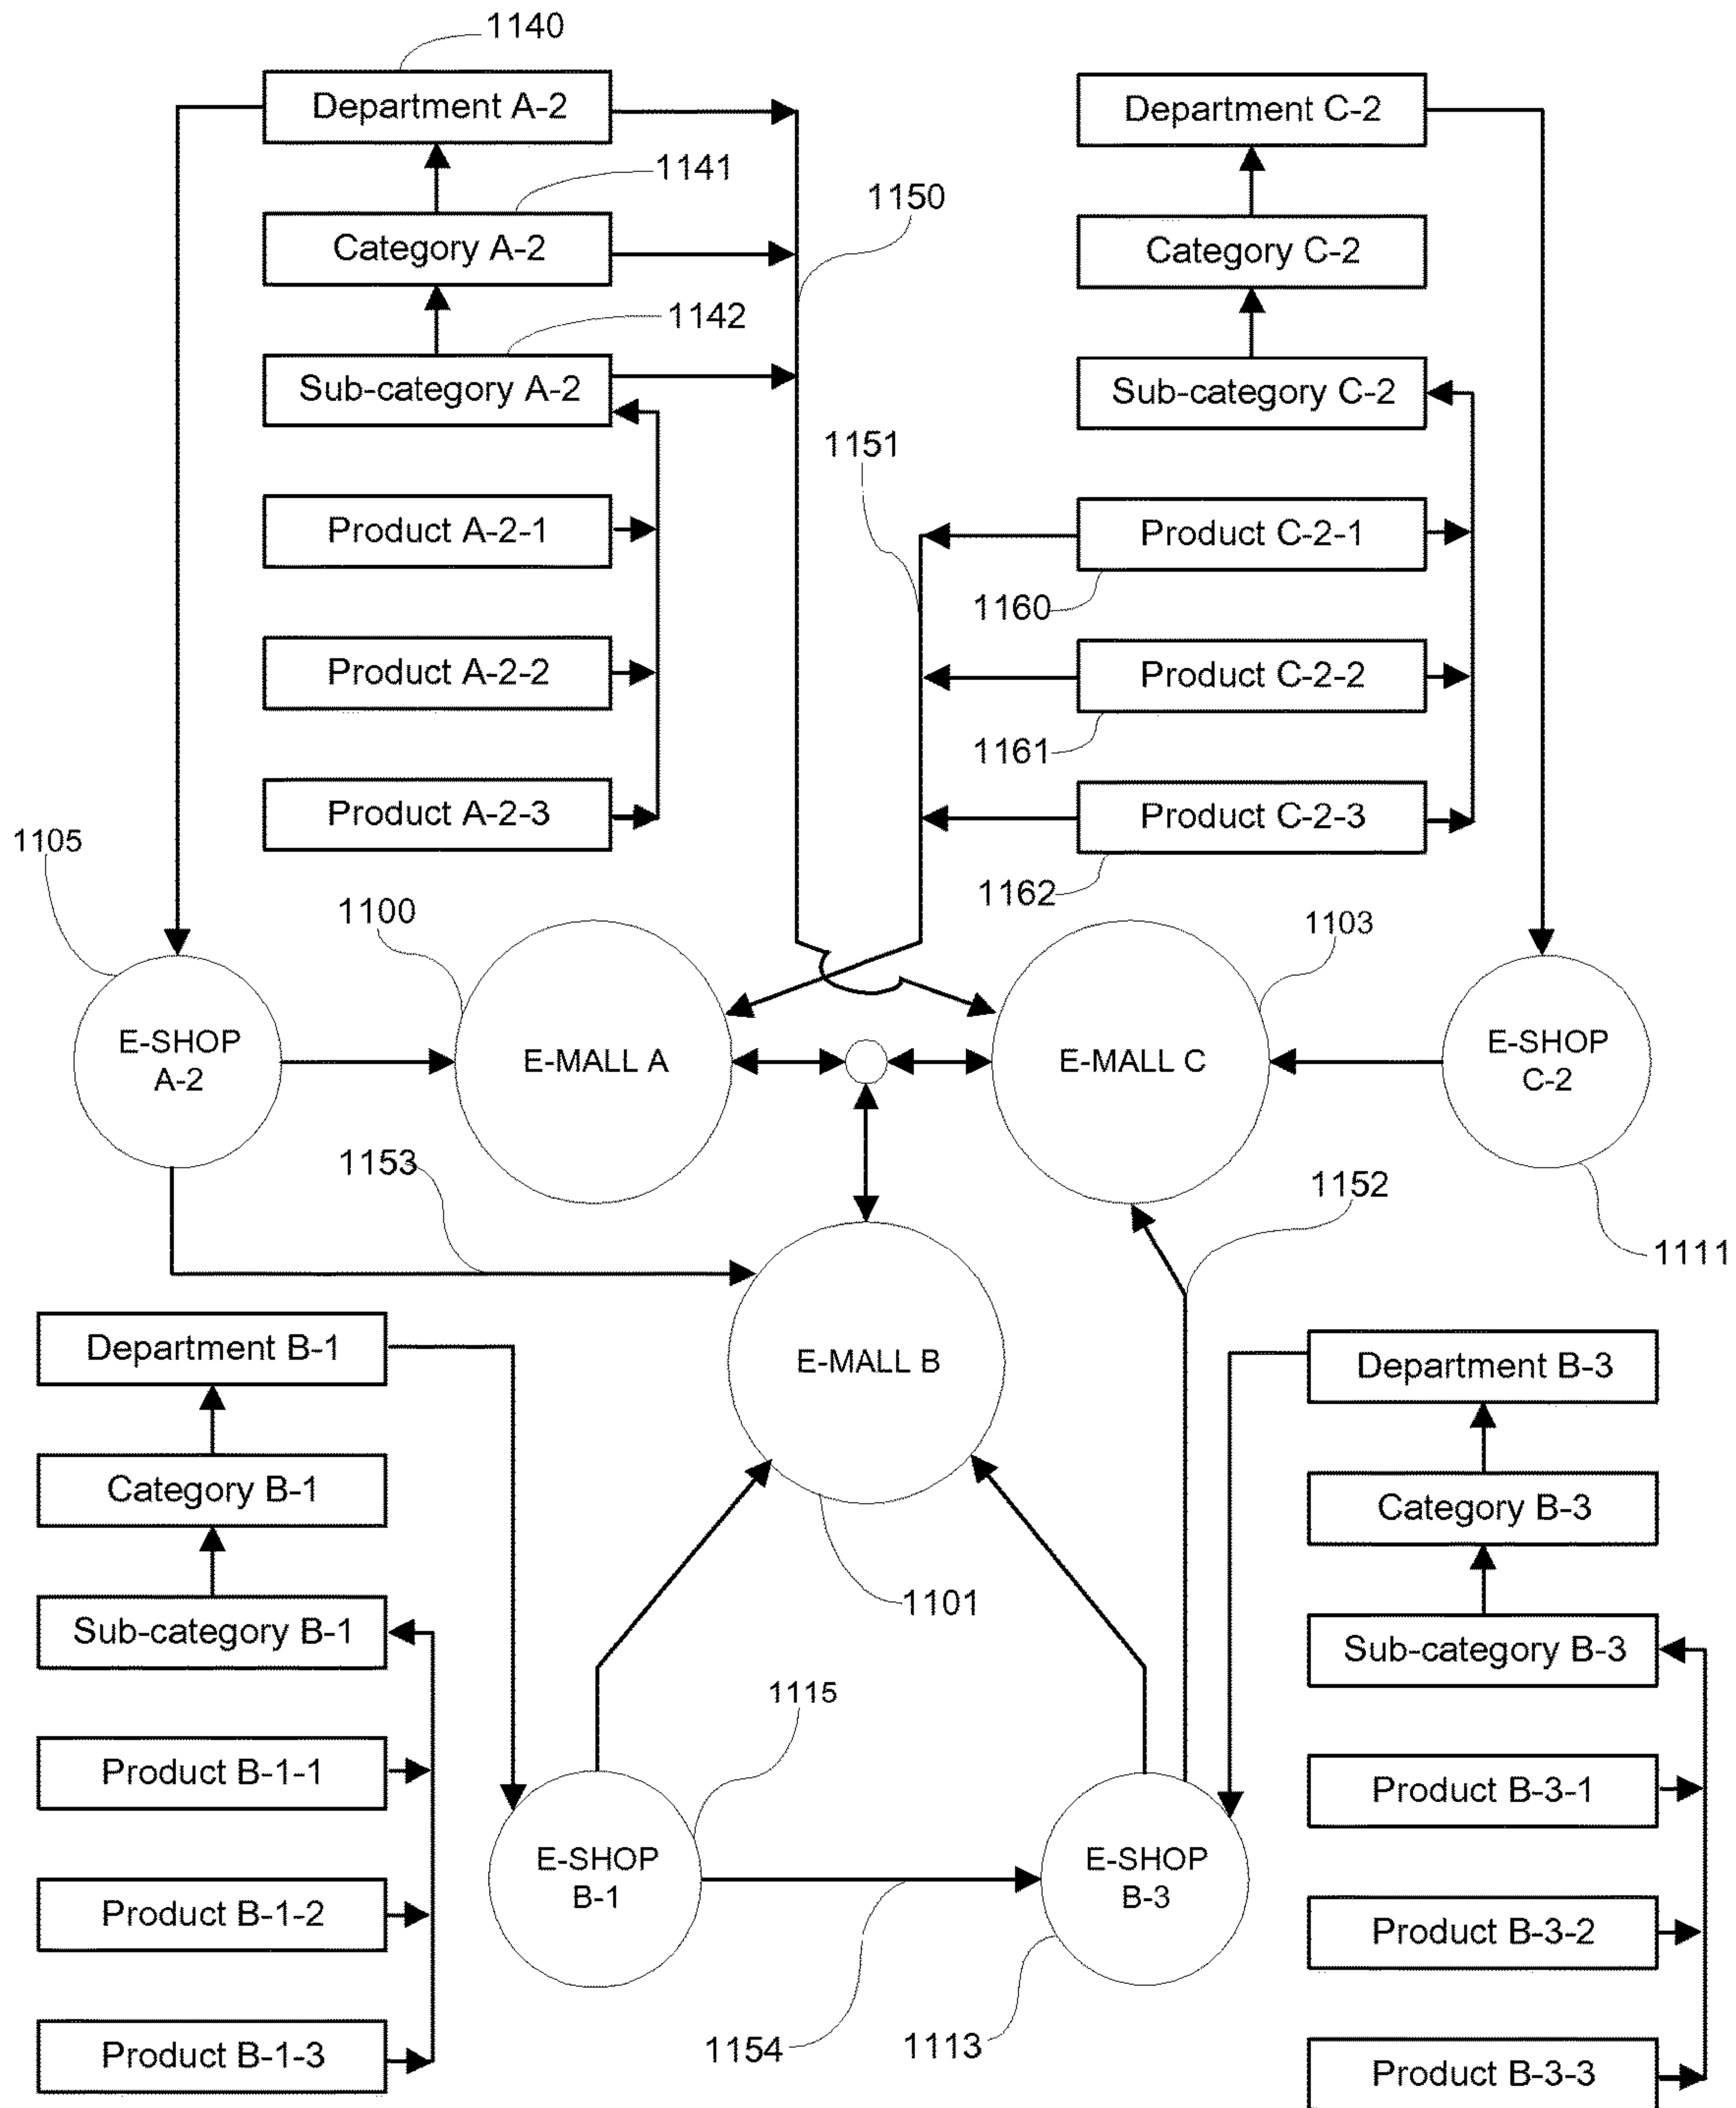 1140
Department A-2
Department C-2
1141
1150
Category A-2
Category C-2
1142
Sub-category A-2
Sub-category C-2
1151
Product A-2-1
Product C-2-1
1160
Product A-2-2
Product C-2-2
1161
Product A-2-3
Product C-2-3
1105
1162
1100
1103
E-SHOP
A-2
E-MALL A
E-MALL C
E-SHOP
C-2
1153
1152
1111
Department B-1
E-MALL B
Department B-3
Category B-1
Category B-3
1101
Sub-category B-1
Sub-category B-3
1115
Product B-1-1
Product B-3-1
E-SHOP
B-1
E-SHOP
B-3
Product B-1-2
Product B-3-2
1154
1113
Product B-1-3
Product B-3-3